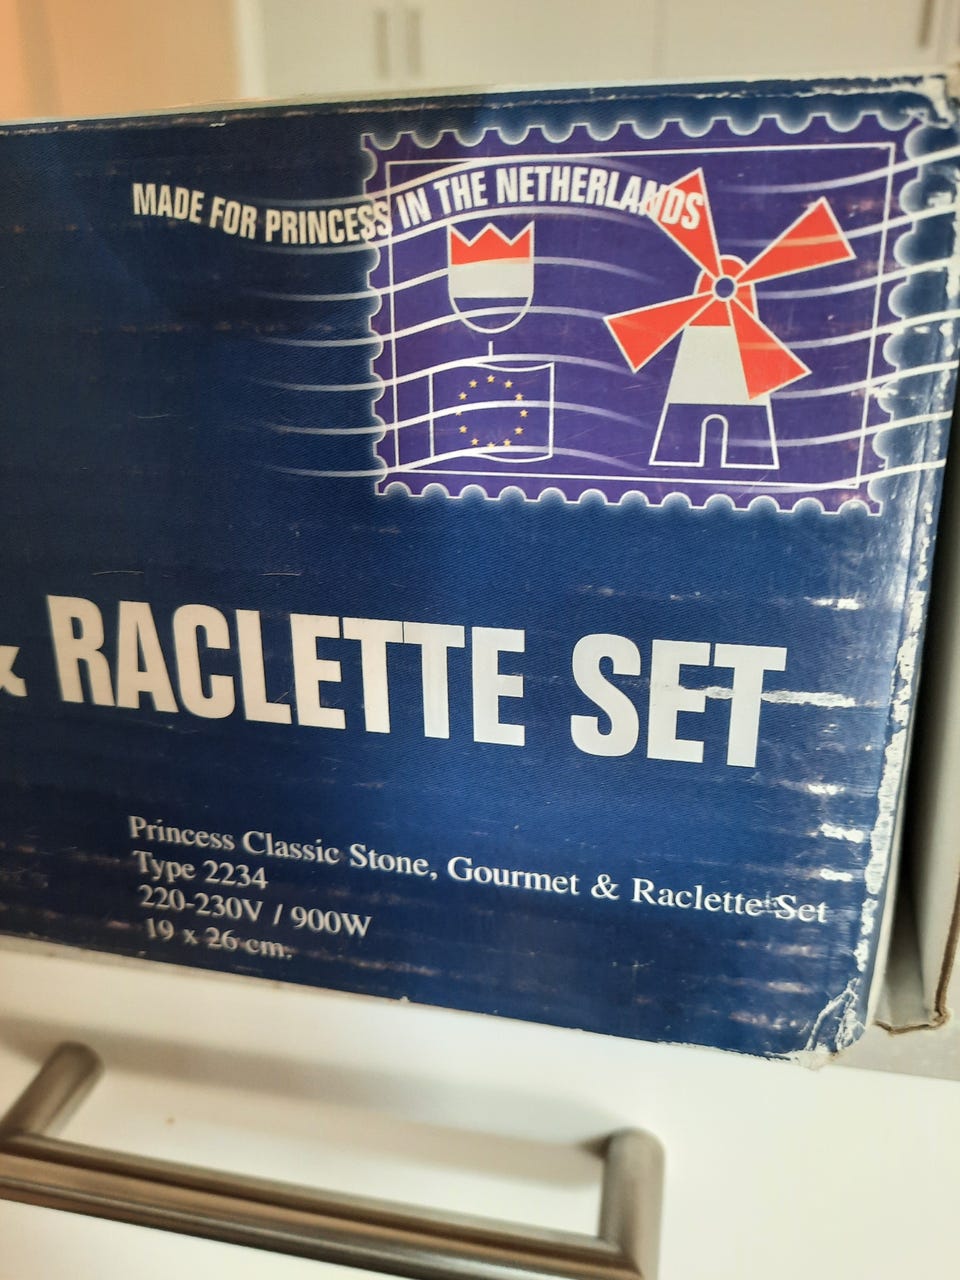 MADE FOR PRINCESS IN THE NETHERLANDS
& RACLETTE SET
Princess Classic Stone, Gourmet & Raclette Set
Type 2234
220-230V / 900W
19 x 26 cm.